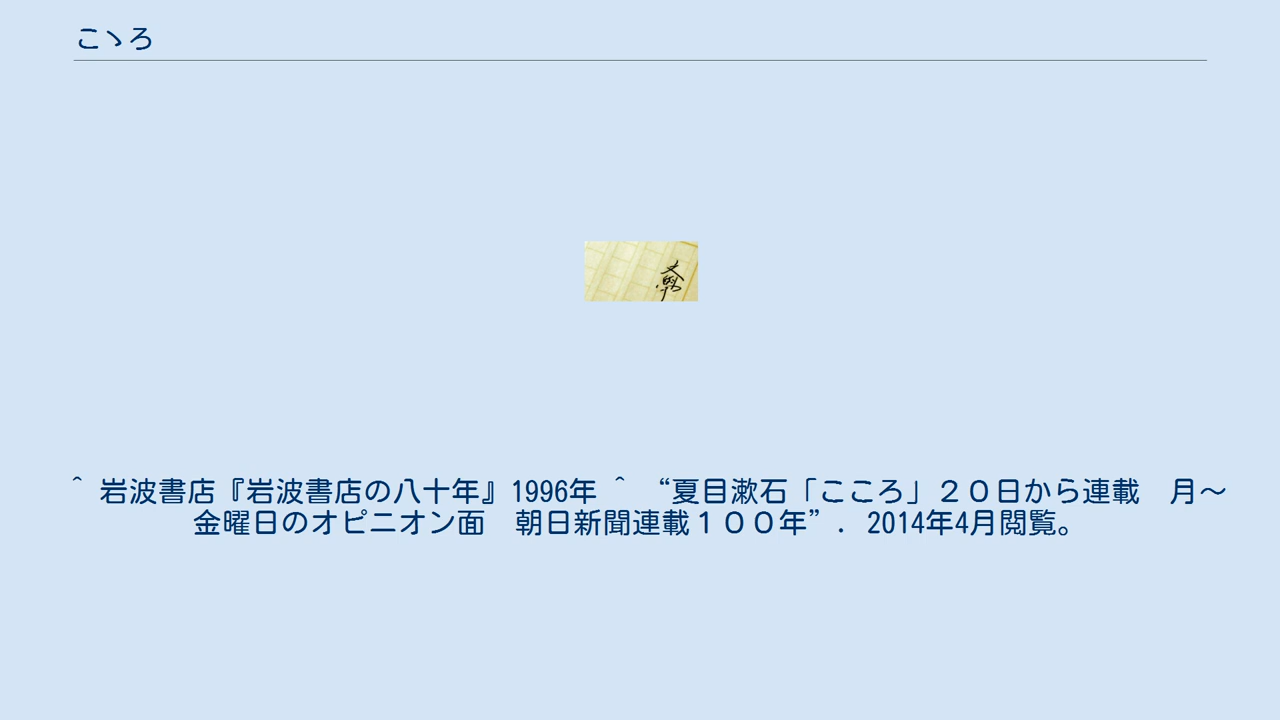 こゝろ
＾ 岩波書店『岩波書店の八十年』1996年 ＾ “夏目漱石「こころ」２０日から連載　月～
金曜日のオピニオン面　朝日新聞連載１００年”. 2014年4月閲覧。